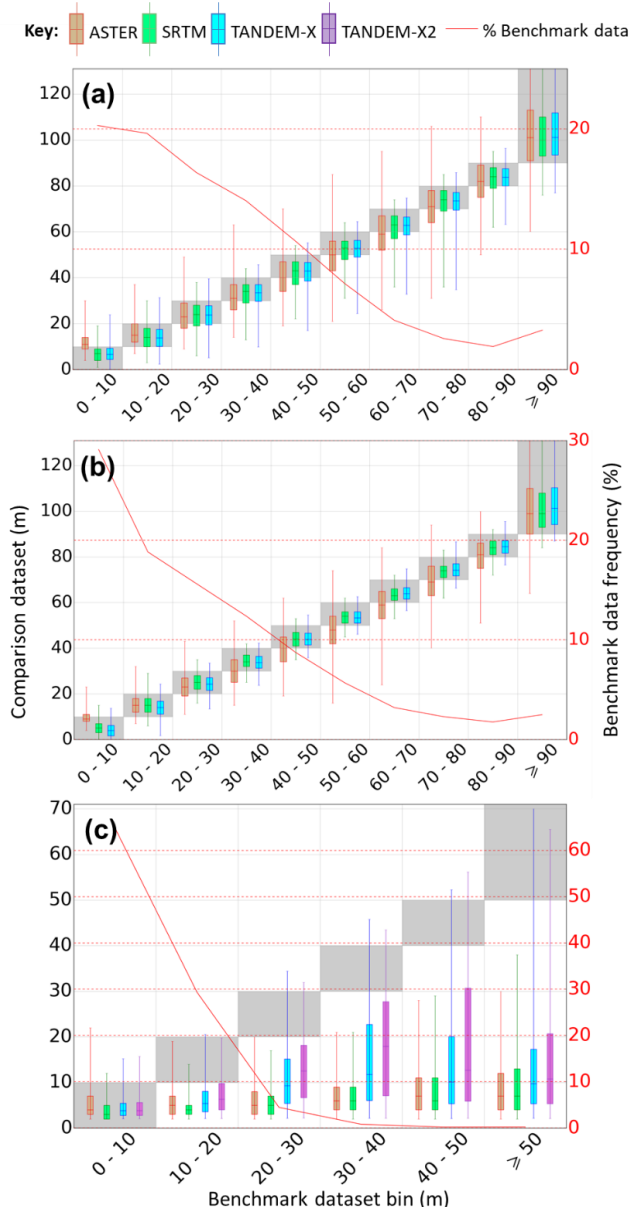 Key: ASTER SRTM TANDEM-X TANDEM-X2 % Benchmark data
(a)
120
100
80
60
40
20
0
20
10
0
0 - 10
10 - 20
20 - 30
30 - 40
40 - 50
50 - 60
60 - 70
70 - 80
80 - 90
⩾ 90
(b)
Comparison dataset (m)
120
100
80
60
40
20
0
30
20
10
0
Benchmark data frequency (%)
0 - 10
10 - 20
20 - 30
30 - 40
40 - 50
50 - 60
60 - 70
70 - 80
80 - 90
⩾ 90
(c)
70
60
50
40
30
20
10
0
60
50
40
30
20
10
0
0 - 10
10 - 20
20 - 30
30 - 40
40 - 50
⩾ 50
Benchmark dataset bin (m)